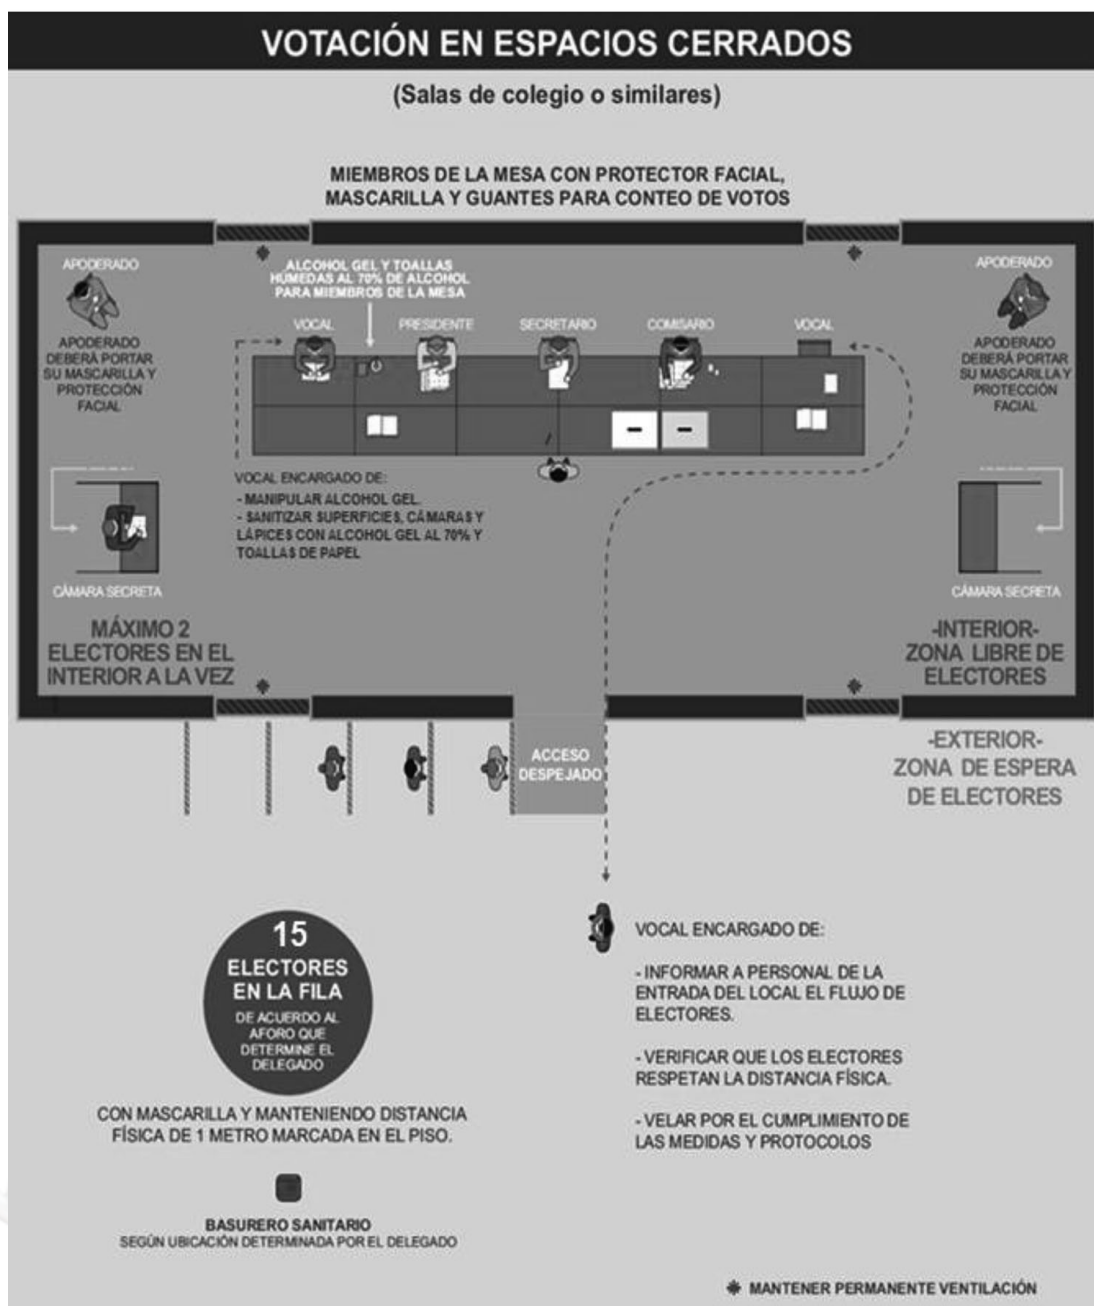 VOTACIÓN EN ESPACIOS CERRADOS
(Salas de colegio o similares)
MIEMBROS DE LA MESA CON PROTECTOR FACIAL,
MASCARILLA Y GUANTES PARA CONTEO DE VOTOS
APODERADO
APODERADO
DEBERÁ PORTAR
SU MASCARILLA Y
PROTECCIÓN
FACIAL
ALCOHOL GEL Y TOALLAS
HÚMEDAS AL 70% DE ALCOHOL
PARA MIEMBROS DE LA MESA
VOCAL
PRESIDENTE
SECRETARIO
COMISARIO
VOCAL
APODERADO
APODERADO
DEBERÁ PORTAR
SU MASCARILLA Y
PROTECCIÓN
FACIAL
VOCAL ENCARGADO DE:
- MANIPULAR ALCOHOL GEL.
- SANITIZAR SUPERFICIES, CÁMARAS Y
LÁPICES CON ALCOHOL GEL AL 70% Y
TOALLAS DE PAPEL
CÁMARA SECRETA
CÁMARA SECRETA
MÁXIMO 2
ELECTORES EN EL
INTERIOR A LA VEZ
-INTERIOR-
ZONA LIBRE DE
ELECTORES
ACCESO
DESPEJADO
-EXTERIOR-
ZONA DE ESPERA
DE ELECTORES
15
ELECTORES
EN LA FILA
DE ACUERDO AL
AFORO QUE
DETERMINE EL
DELEGADO
CON MASCARILLA Y MANTENIENDO DISTANCIA
FÍSICA DE 1 METRO MARCADA EN EL PISO.
BASURERO SANITARIO
SEGÚN UBICACIÓN DETERMINADA POR EL DELEGADO
VOCAL ENCARGADO DE:
- INFORMAR A PERSONAL DE LA
ENTRADA DEL LOCAL EL FLUJO DE
ELECTORES.
- VERIFICAR QUE LOS ELECTORES
RESPETAN LA DISTANCIA FÍSICA.
- VELAR POR EL CUMPLIMIENTO DE
LAS MEDIDAS Y PROTOCOLOS
MANTENER PERMANENTE VENTILACIÓN